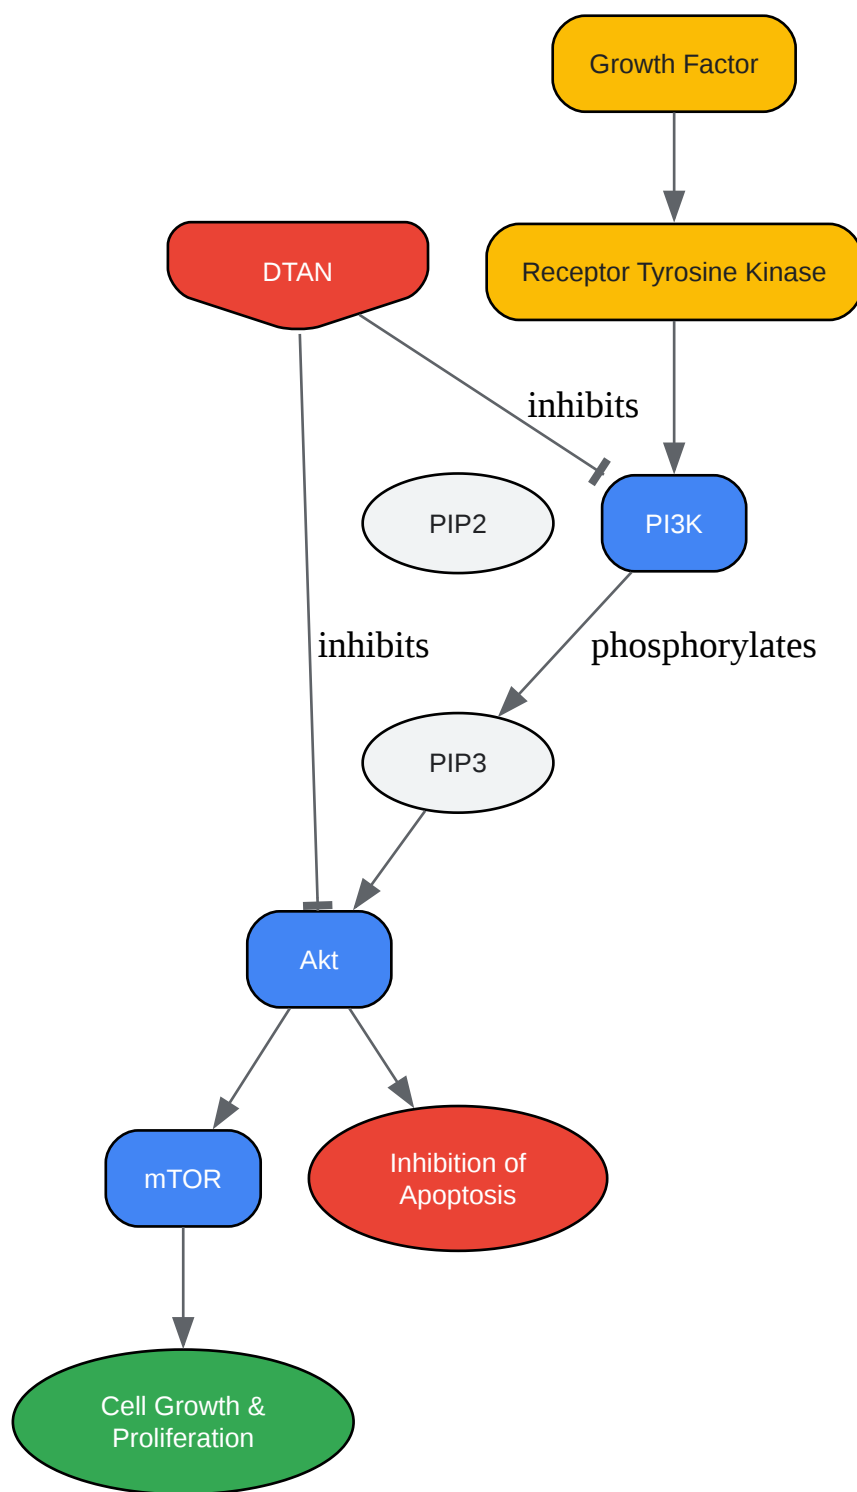 Growth Factor
DTAN
Receptor Tyrosine Kinase
inhibits
PIP2
PI3K
inhibits
phosphorylates
PIP3
Akt
mTOR
Inhibition of
Apoptosis
Cell Growth &
Proliferation